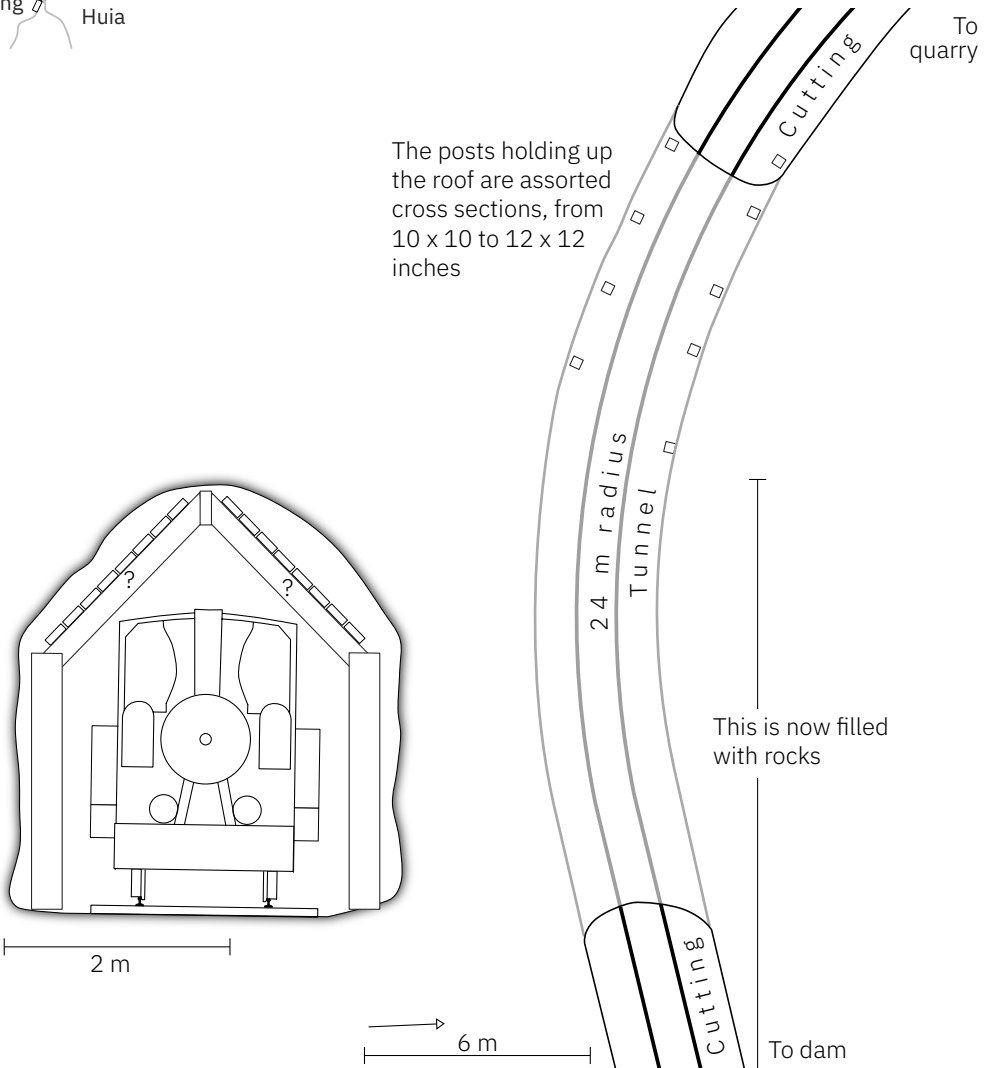 Huia
To
quarry
Cutting
The posts holding up
the roof are assorted
cross sections, from
10 x 10 to 12 x 12
inches
24 m radius
Tunnel
? ?
This is now filled
with rocks
Cutting
2 m
6 m
To dam